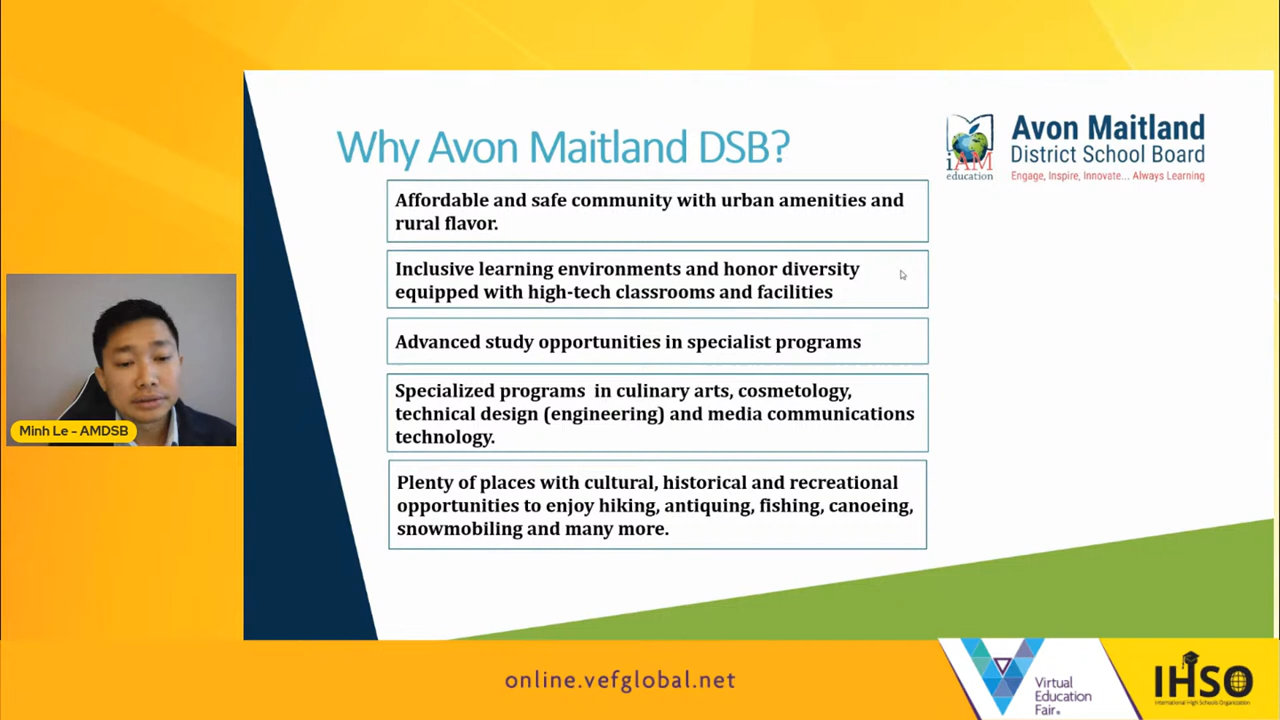 Why Avon Maitland DSB?
iAM
education
Avon Maitland
District School Board
Engage, Inspire, Innovate... Always Learning
Affordable and safe community with urban amenities and
rural flavor.
Inclusive learning environments and honor diversity
equipped with high-tech classrooms and facilities
Advanced study opportunities in specialist programs
Specialized programs in culinary arts, cosmetology,
technical design (engineering) and media communications
technology.
Plenty of places with cultural, historical and recreational
opportunities to enjoy hiking, antiquing, fishing, canoeing,
snowmobiling and many more.
Minh Le - AMDSB
online.vefglobal.net
Virtual
Education
Fair®
IHSO
International High Schools Organization